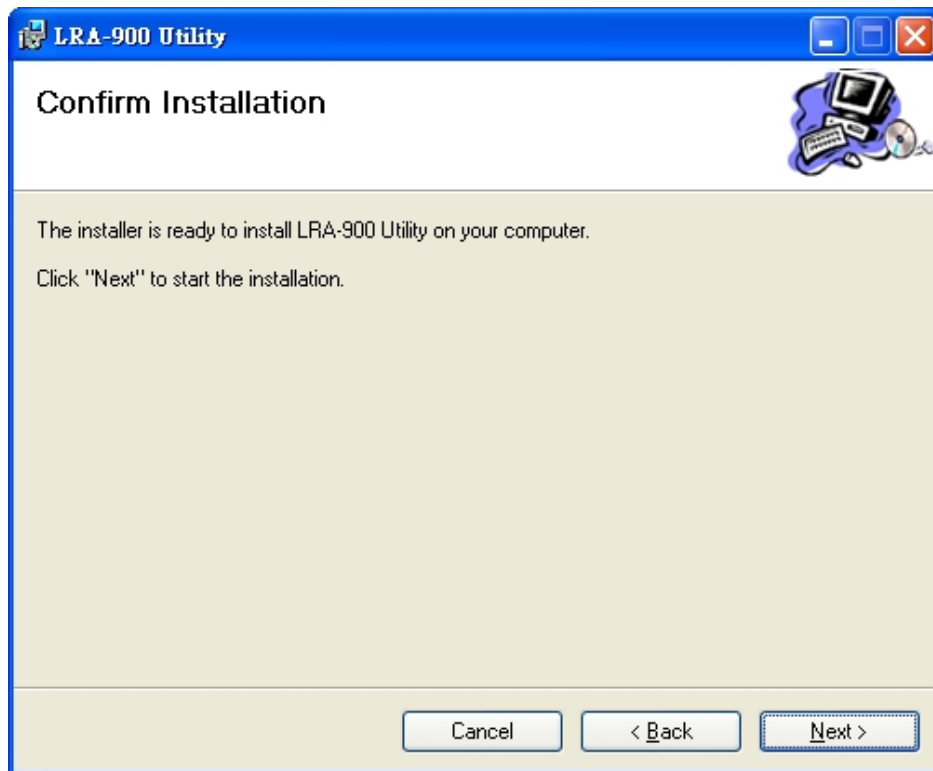 LRA-900 Utility
Confirm Installation
The installer is ready to install LRA-900 Utility on your computer.
Click "Next" to start the installation.
Cancel
< Back
Next >